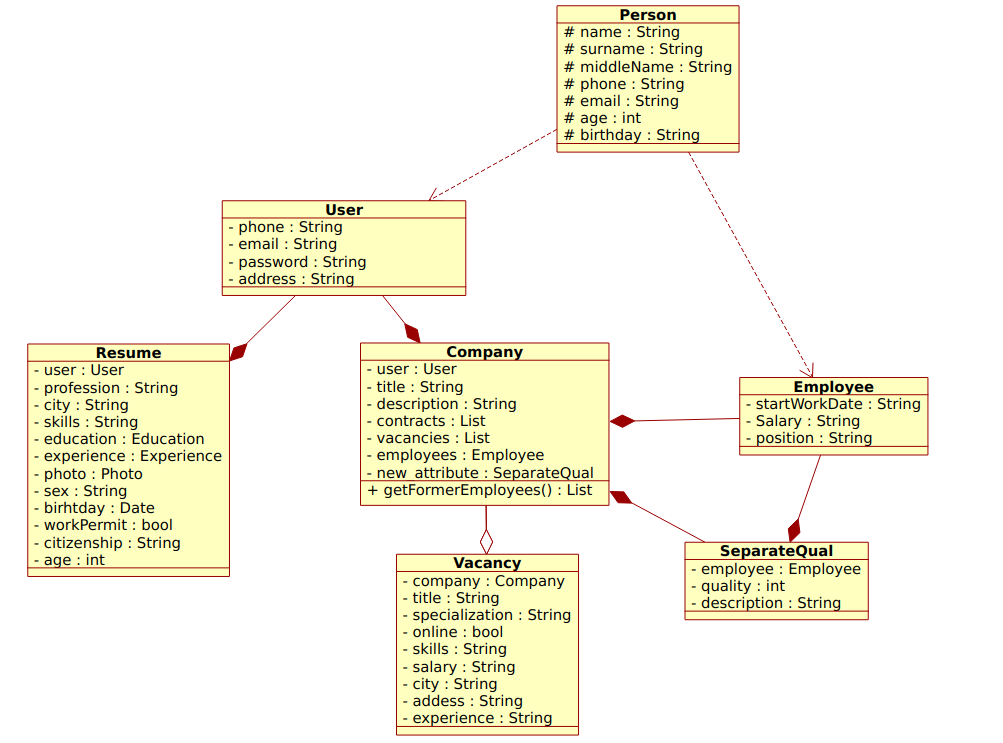 Person
# name : String
# surname : String
# middleName : String
# phone : String
# email : String
# age : int
# birthday : String
User
- phone : String
- email : String
- password : String
- address : String
Resume
- user : User
- profession : String
- city : String
- skills : String
- education : Education
- experience : Experience
- photo : Photo
- sex : String
- birhtday : Date
- workPermit : bool
- citizenship : String
- age : int
Company
- user : User
- title : String
- description : String
- contracts : List
- vacancies : List
- employees : Employee
- new_attribute : SeparateQual
+ getFormerEmployees() : List
Employee
- startWorkDate : String
- Salary : String
- position : String
SeparateQual
- employee : Employee
- quality : int
- description : String
Vacancy
- company : Company
- title : String
- specialization : String
- online : bool
- skills : String
- salary : String
- city : String
- addess : String
- experience : String